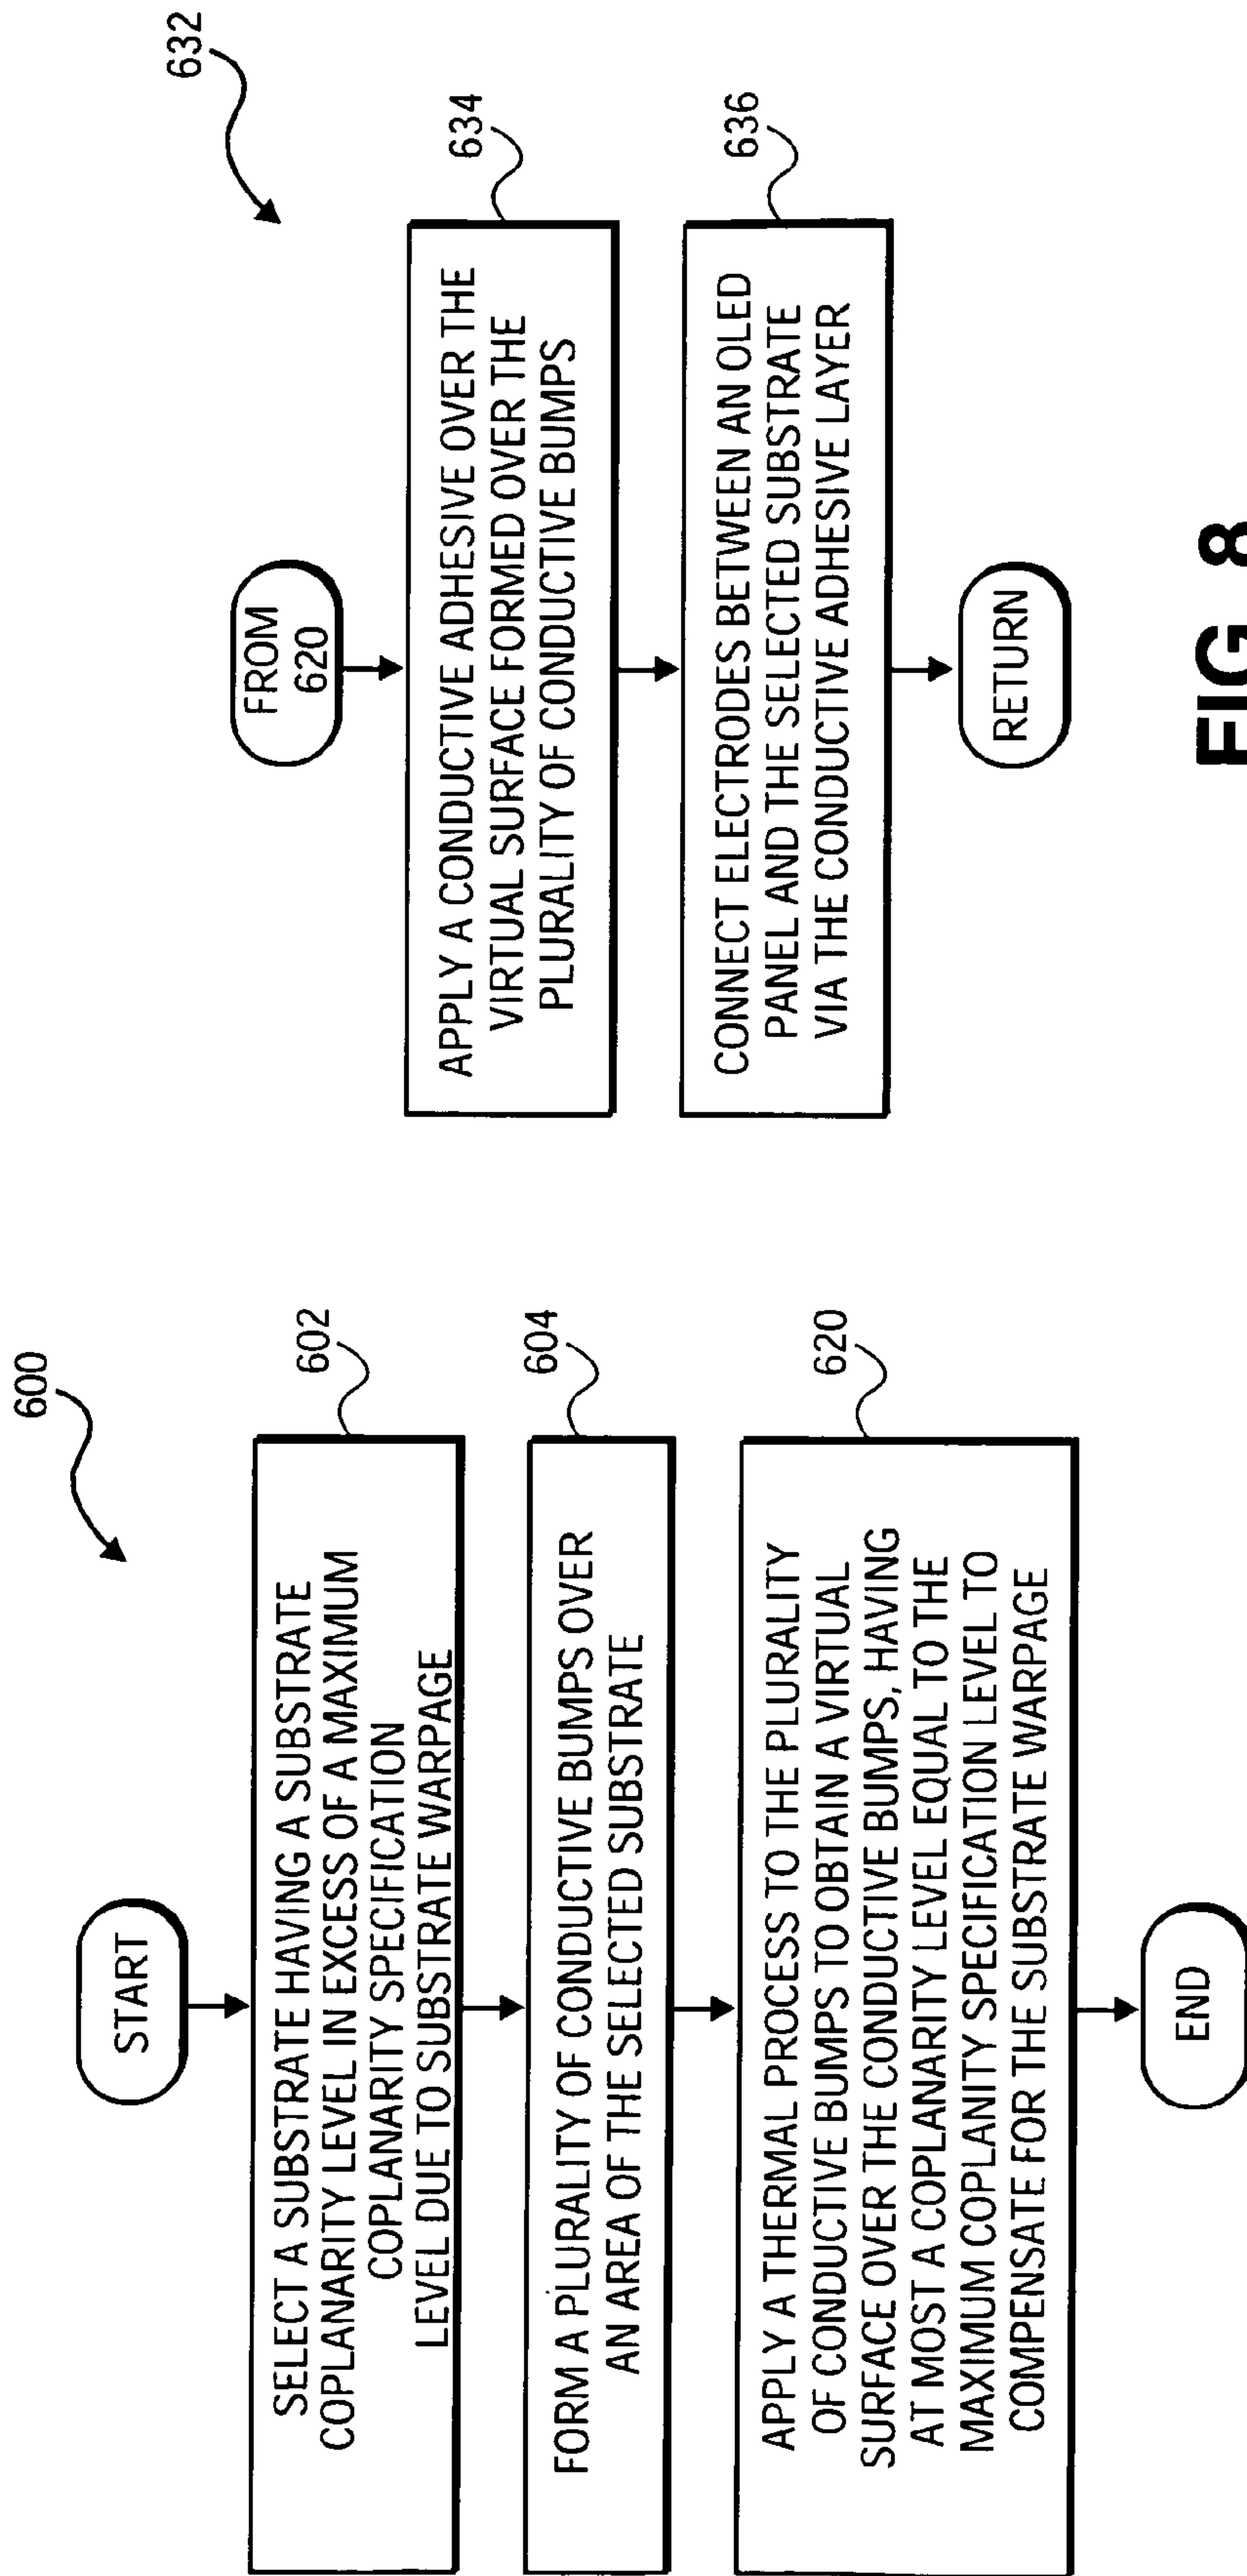 600
START
SELECT A SUBSTRATE HAVING A SUBSTRATE
COPLANARITY LEVEL IN EXCESS OF A MAXIMUM
COPLANARITY SPECIFICATION
LEVEL DUE TO SUBSTRATE WARPAGE
602
FORM A PLURALITY OF CONDUCTIVE BUMPS OVER
AN AREA OF THE SELECTED SUBSTRATE
604
APPLY A THERMAL PROCESS TO THE PLURALITY
OF CONDUCTIVE BUMPS TO OBTAIN A VIRTUAL
SURFACE OVER THE CONDUCTIVE BUMPS, HAVING
AT MOST A COPLANARITY LEVEL EQUAL TO THE
MAXIMUM COPLANITY SPECIFICATION LEVEL TO
COMPENSATE FOR THE SUBSTRATE WARPAGE
620
END
632
FROM
620
APPLY A CONDUCTIVE ADHESIVE OVER THE
VIRTUAL SURFACE FORMED OVER THE
PLURALITY OF CONDUCTIVE BUMPS
634
CONNECT ELECTRODES BETWEEN AN OLED
PANEL AND THE SELECTED SUBSTRATE
VIA THE CONDUCTIVE ADHESIVE LAYER
636
RETURN
FIG 8